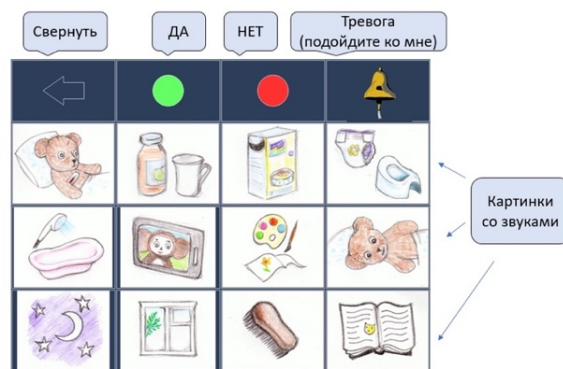 Свернуть
ДА
НЕТ
Тревога
(подойдите ко мне)
Картинки
со звуками